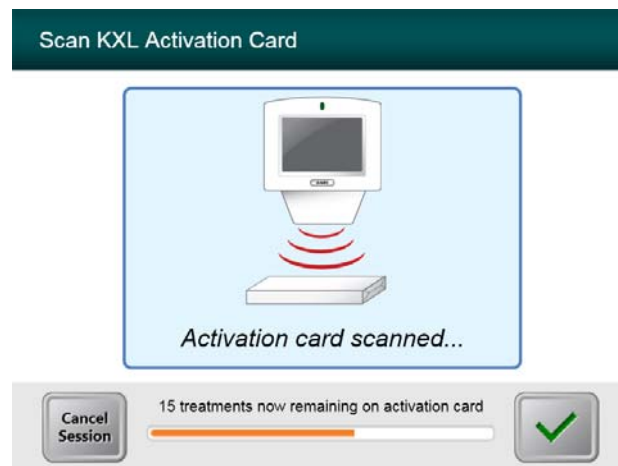 Scan KXL Activation Card
Activation card scanned...
15 treatments now remaining on activation card
Cancel
Session